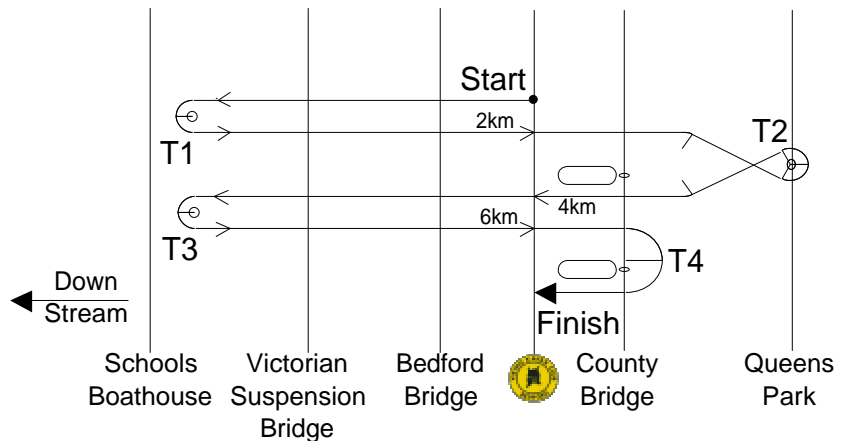 Start
2km
T1
T2
4km
6km
T3
T4
Down
Stream
Finish
Schools
Boathouse
Victorian
Suspension
Bridge
Bedford
Bridge
County
Bridge
Queens
Park